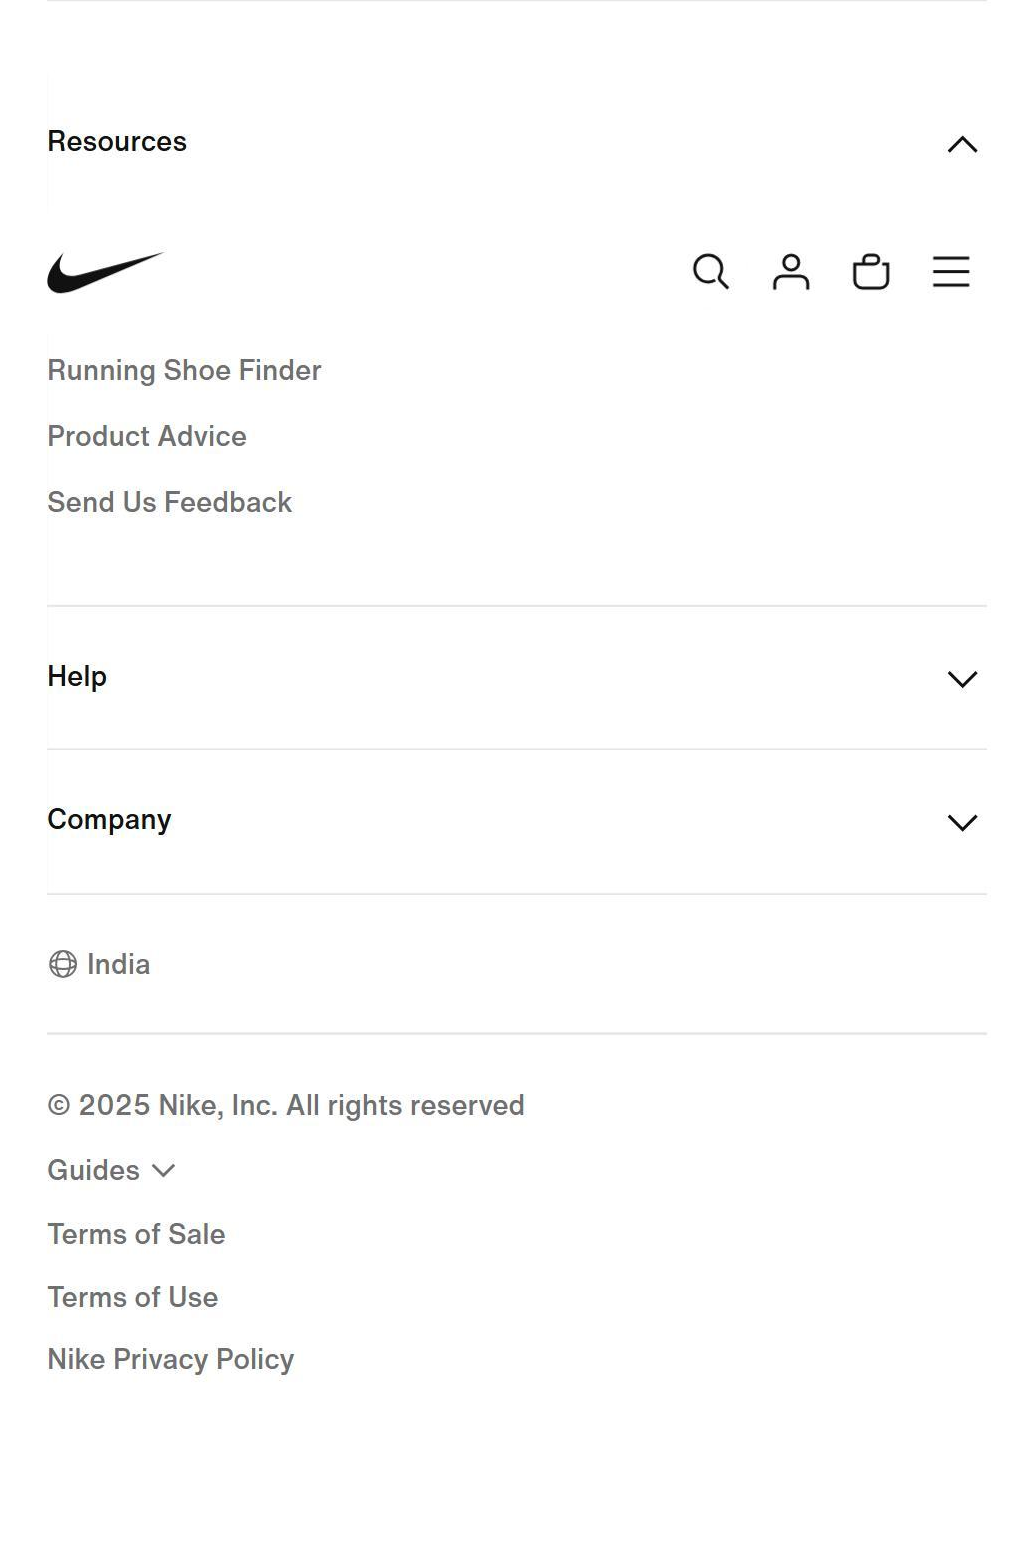 Resources
Running Shoe Finder
Product Advice
Send Us Feedback
Help
Company
India
© 2025 Nike, Inc. All rights reserved
Guides
Terms of Sale
Terms of Use
Nike Privacy Policy